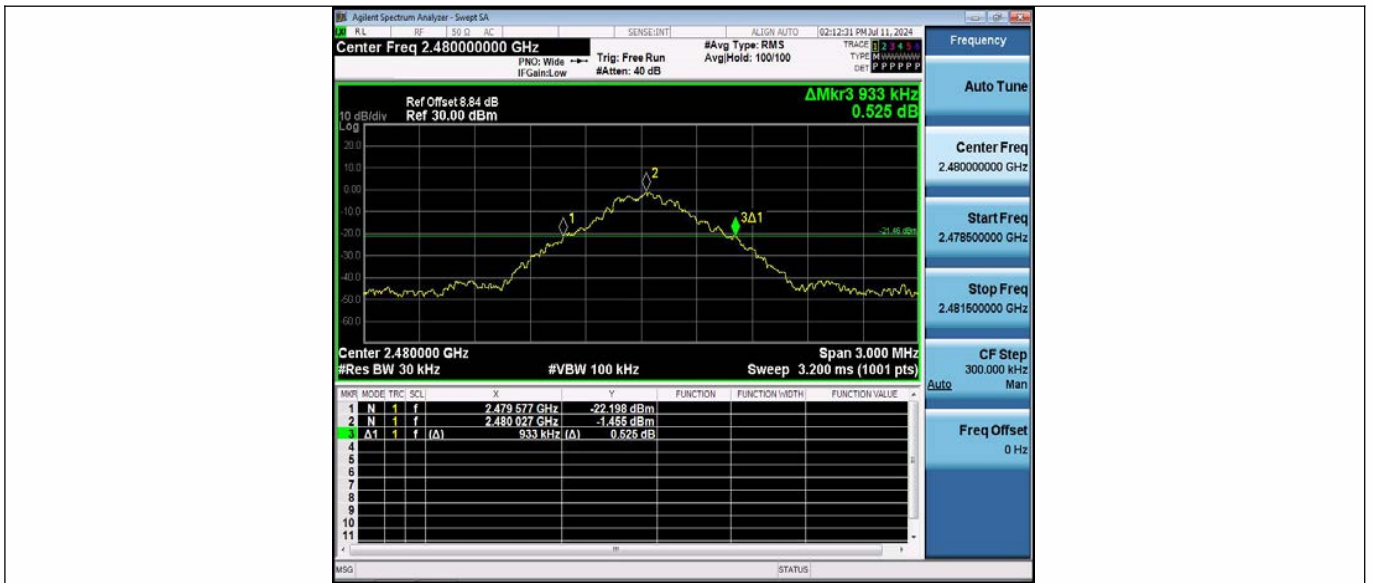 Agilent Spectrum Analyzer - Swept SA
RL RF 50 Ω AC SENSE:INT ALIGN AUTO 02:12:31 PM Jul 11, 2024
Center Freq 2.480000000 GHz
PNO: Wide
IFGain:Low
Trig: Free Run
#Atten: 40 dB
#Avg Type: RMS
Avg|Hold: 100/100
TRACE 1 2 3 4 5 6
TYPE M WWWWW
DET P P P P P P
Frequency
Auto Tune
Center Freq
2.480000000 GHz
Start Freq
2.478500000 GHz
Stop Freq
2.481500000 GHz
CF Step
300.000 kHz
Auto Man
Freq Offset
0 Hz
ΔMkr3 933 kHz
0.525 dB
Ref Offset 8.84 dB
10 dB/div Ref 30.00 dBm
Log
20.0
10.0
0.00
-10.0
-20.0
-30.0
-40.0
-50.0
-60.0
1
2
3Δ1
-21.46 dBm
Center 2.480000 GHz Span 3.000 MHz
#Res BW 30 kHz #VBW 100 kHz Sweep 3.200 ms (1001 pts)
MKR MODE TRC SCL X Y FUNCTION FUNCTION WIDTH FUNCTION VALUE
1 N 1 f 2.479 577 GHz -22.198 dBm
2 N 1 f 2.480 027 GHz -1.455 dBm
3 Δ1 1 f (Δ) 933 kHz (Δ) 0.525 dB
4
5
6
7
8
9
10
11
MSG STATUS